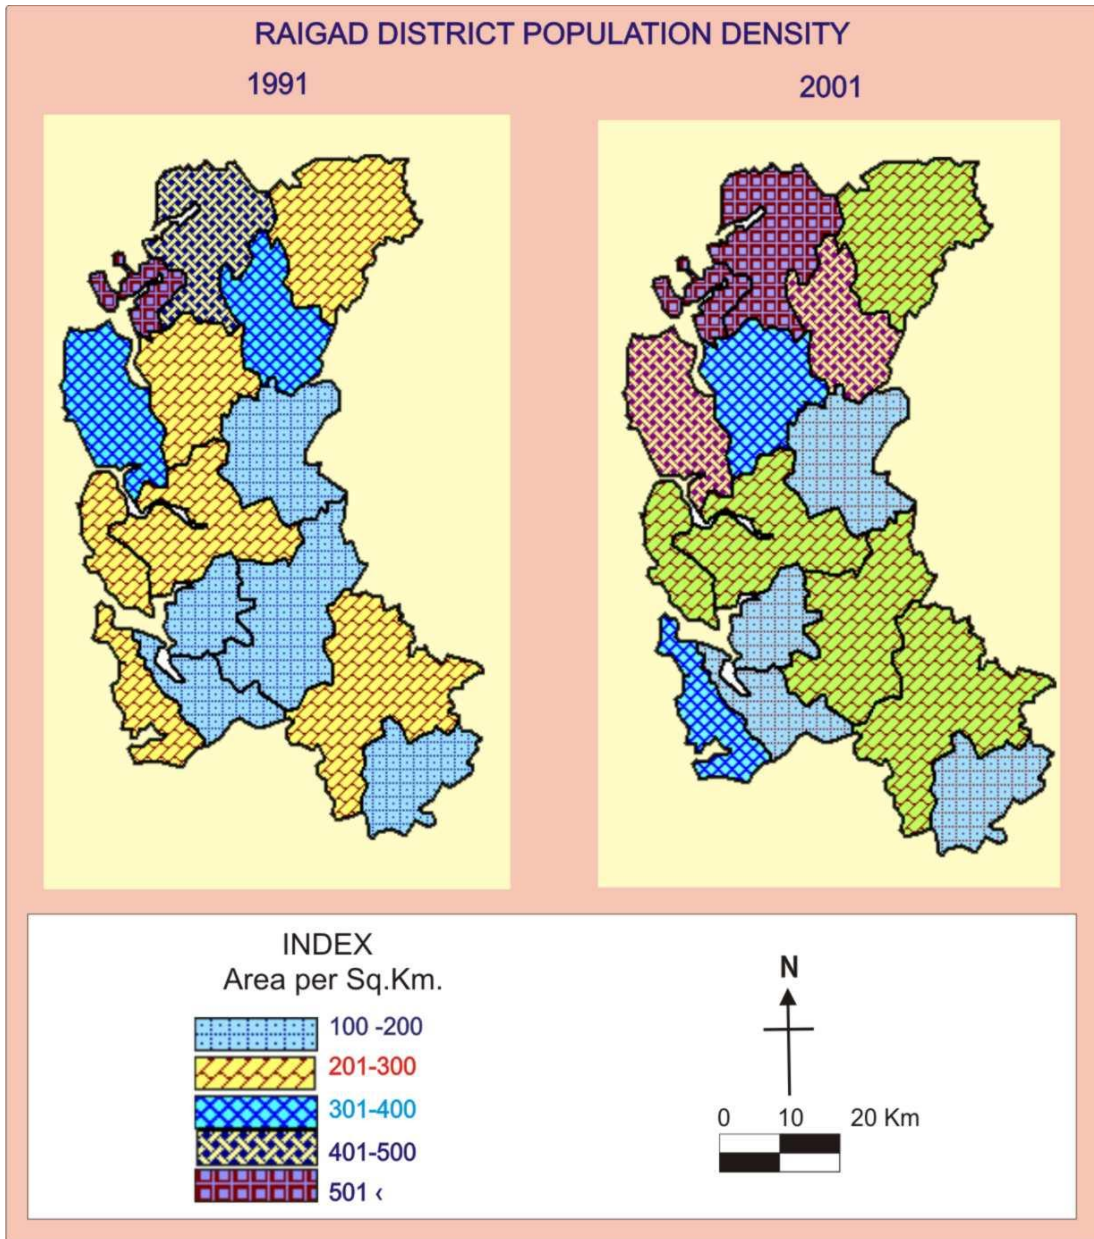 RAIGAD DISTRICT POPULATION DENSITY
1991
2001
INDEX
Area per Sq.Km.
100 -200
201-300
301-400
401-500
501 ‹
N
0 10 20 Km